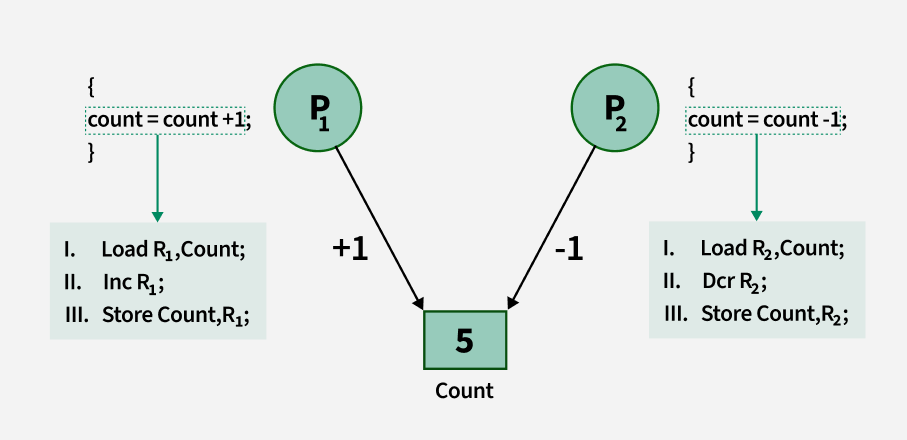 {
count = count +1;
}
P₁
P₂
{
count = count -1;
}
I. Load R₁,Count;
II. Inc R₁;
III. Store Count,R₁;
+1
-1
I. Load R₂,Count;
II. Dcr R₂;
III. Store Count,R₂;
5
Count